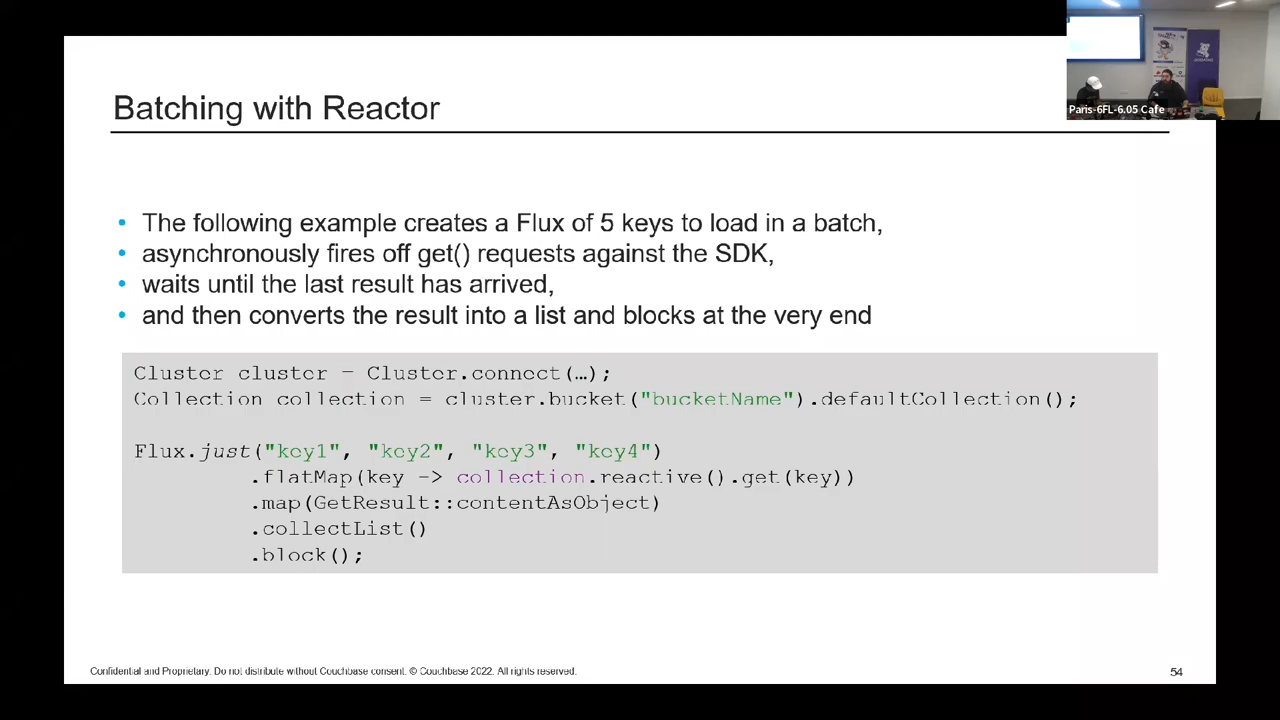 Batching with Reactor
Paris-6FL-6.05 Cafe
• The following example creates a Flux of 5 keys to load in a batch,
• asynchronously fires off get() requests against the SDK,
• waits until the last result has arrived,
• and then converts the result into a list and blocks at the very end
Cluster cluster = Cluster.connect(…);
Collection collection = cluster.bucket("bucketName").defaultCollection();
Flux.just("key1", "key2", "key3", "key4")
.flatMap(key -> collection.reactive().get(key))
.map(GetResult::contentAsObject)
.collectList()
.block();
Confidential and Proprietary. Do not distribute without Couchbase consent. © Couchbase 2022. All rights reserved.
54